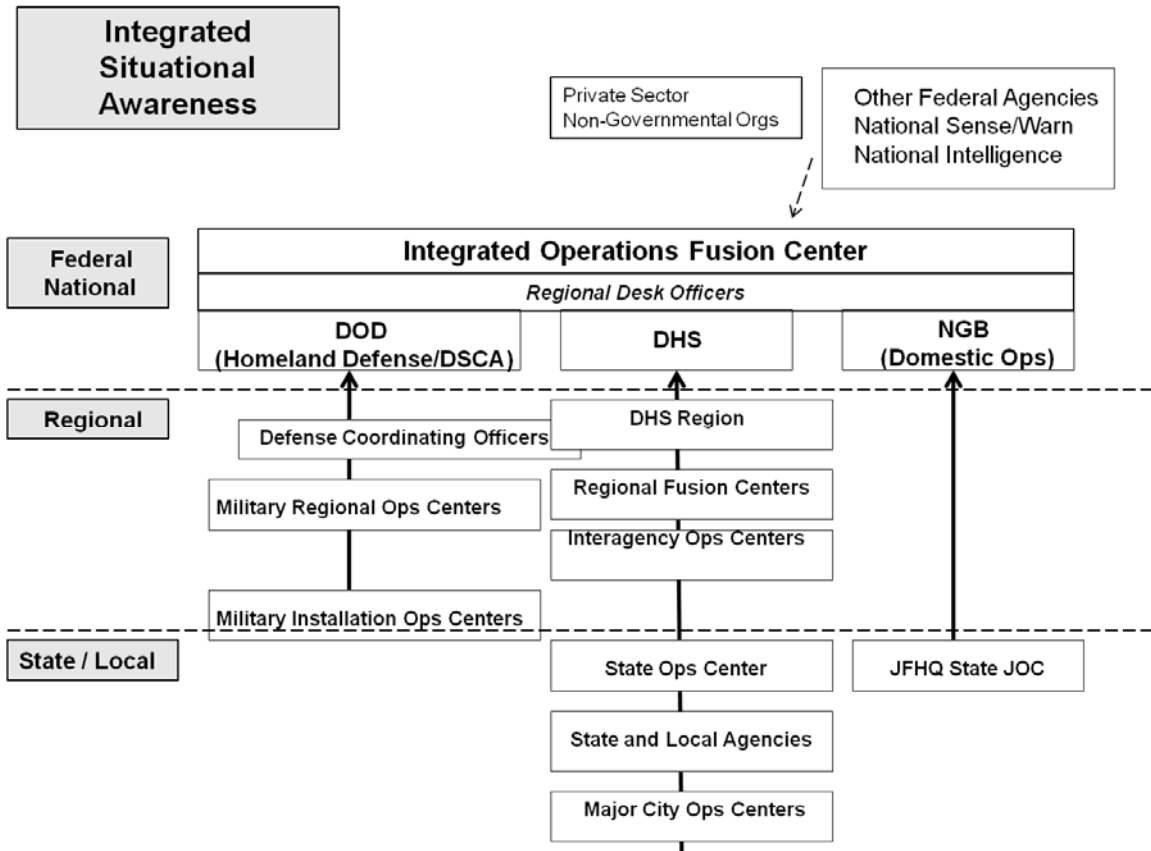 Integrated
Situational
Awareness
Private Sector
Non-Governmental Orgs
Other Federal Agencies
National Sense/Warn
National Intelligence
Federal
National
Integrated Operations Fusion Center
Regional Desk Officers
DOD
(Homeland Defense/DSCA)
DHS
NGB
(Domestic Ops)
Regional
Defense Coordinating Officers
DHS Region
Military Regional Ops Centers
Regional Fusion Centers
Interagency Ops Centers
Military Installation Ops Centers
State / Local
State Ops Center
JFHQ State JOC
State and Local Agencies
Major City Ops Centers